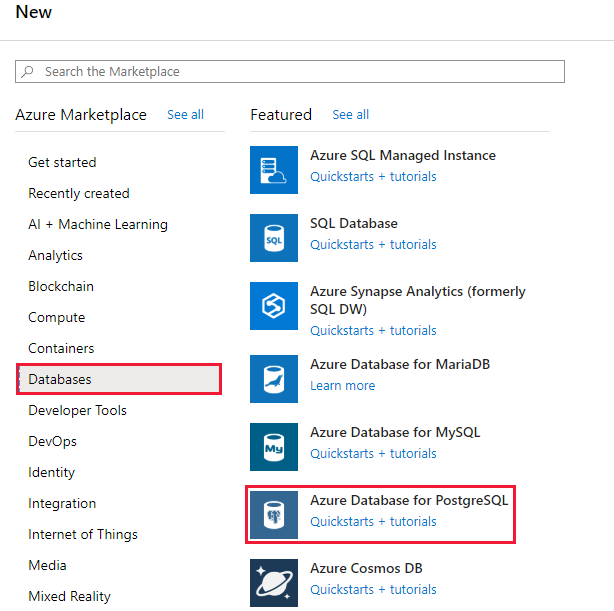 New
Search the Marketplace
Azure Marketplace See all
Get started
Recently created
AI + Machine Learning
Analytics
Blockchain
Compute
Containers
Databases
Developer Tools
DevOps
Identity
Integration
Internet of Things
Media
Mixed Reality
Featured See all
Azure SQL Managed Instance
Quickstarts + tutorials
SQL
SQL Database
Quickstarts + tutorials
Azure Synapse Analytics (formerly
SQL DW)
Quickstarts + tutorials
Azure Database for MariaDB
Learn more
My
Azure Database for MySQL
Quickstarts + tutorials
Azure Database for PostgreSQL
Quickstarts + tutorials
Azure Cosmos DB
Quickstarts + tutorials